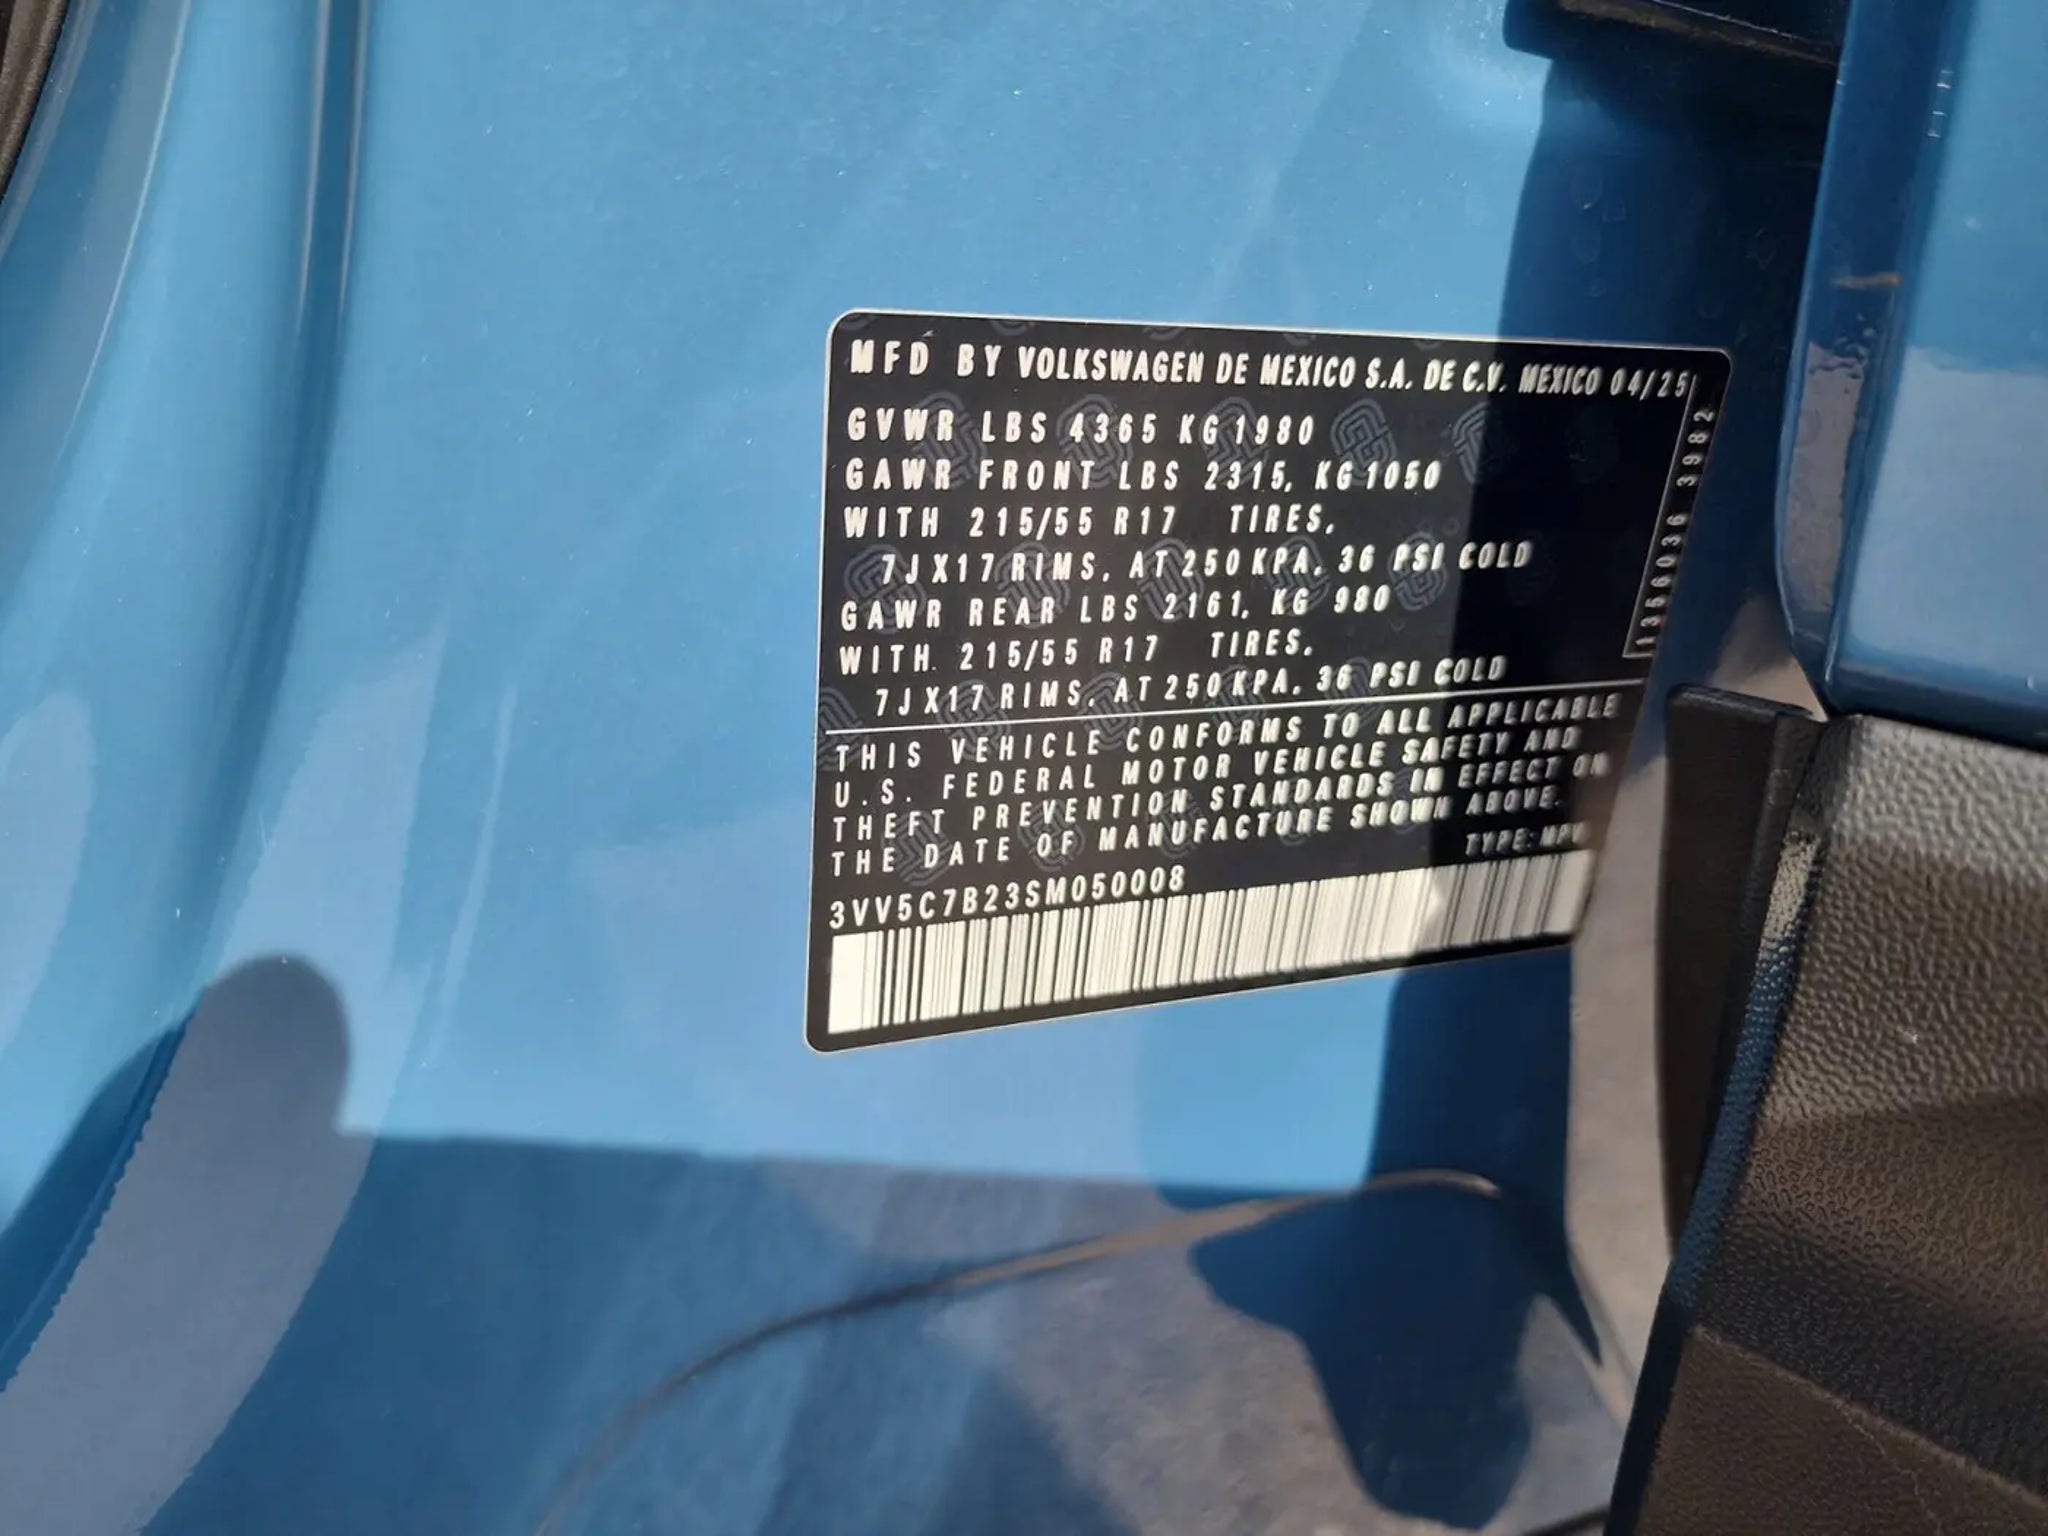 MFD BY VOLKSWAGEN DE MEXICO S.A. DE C.V. MEXICO 04/25
GVWR LBS 4365 KG 1980
GAWR FRONT LBS 2315, KG 1050
WITH 215/55 R17 TIRES,
7JX17 RIMS, AT 250 KPA, 36 PSI COLD
GAWR REAR LBS 2161, KG 980
WITH 215/55 R17 TIRES,
7JX17 RIMS, AT 250 KPA, 36 PSI COLD
THIS VEHICLE CONFORMS TO ALL APPLICABLE
U.S. FEDERAL MOTOR VEHICLE SAFETY AND
THEFT PREVENTION STANDARDS IN EFFECT ON
THE DATE OF MANUFACTURE SHOWN ABOVE.
TYPE: MPV
3VV5C7B23SM050008
1356036 3982